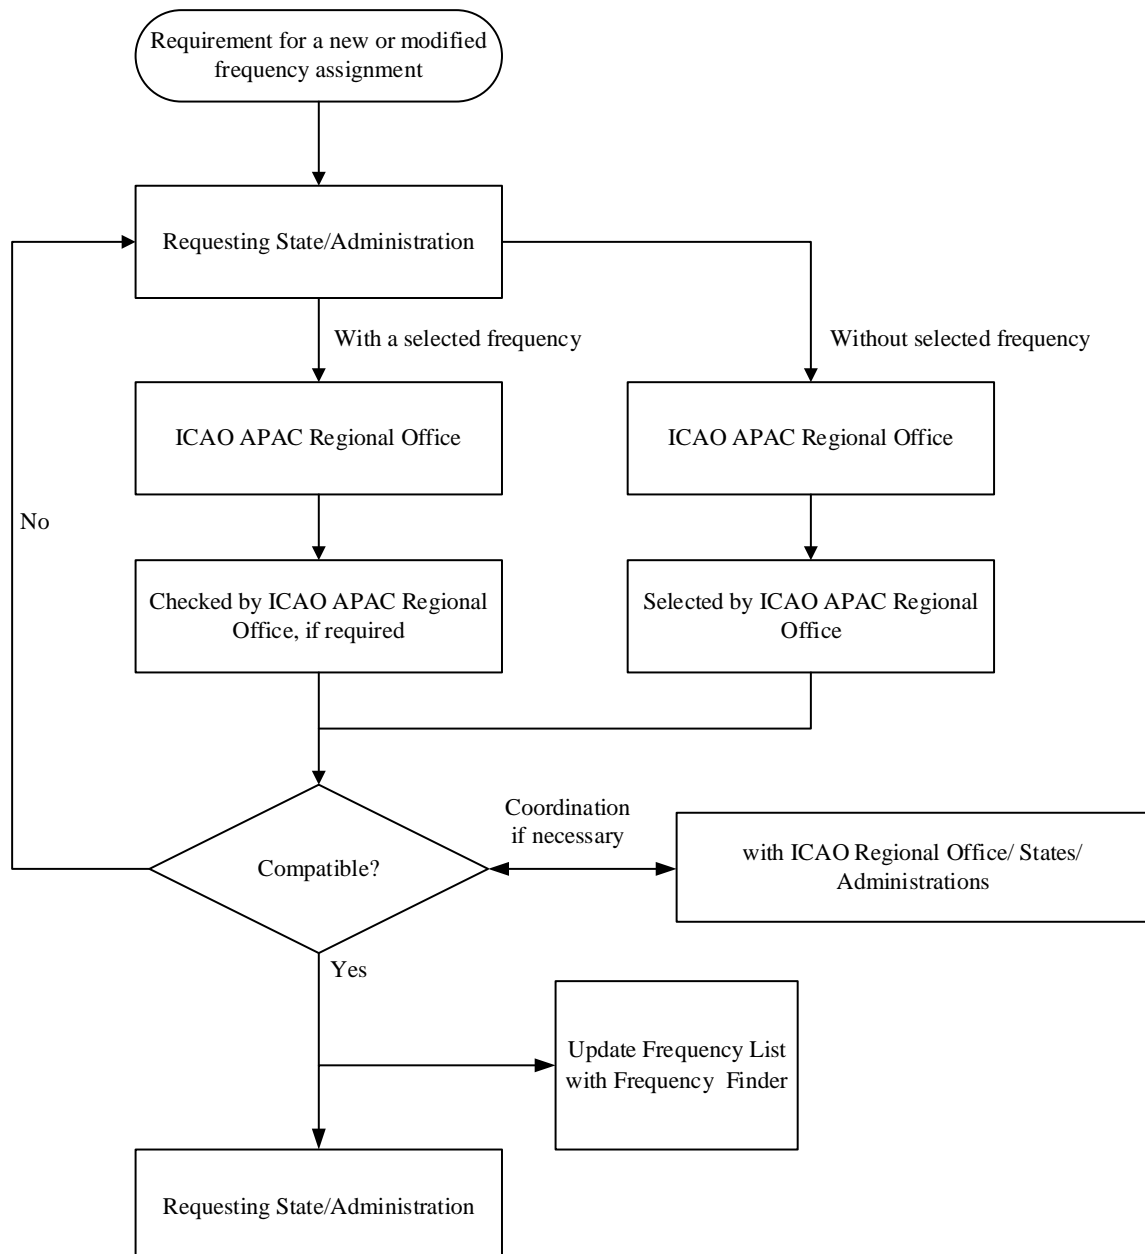 Requirement for a new or modified
frequency assignment
Requesting State/Administration
With a selected frequency
Without selected frequency
ICAO APAC Regional Office
ICAO APAC Regional Office
No
Checked by ICAO APAC Regional
Office, if required
Selected by ICAO APAC Regional
Office
Compatible?
Coordination
if necessary
with ICAO Regional Office/ States/
Administrations
Yes
Update Frequency List
with Frequency  Finder
Requesting State/Administration